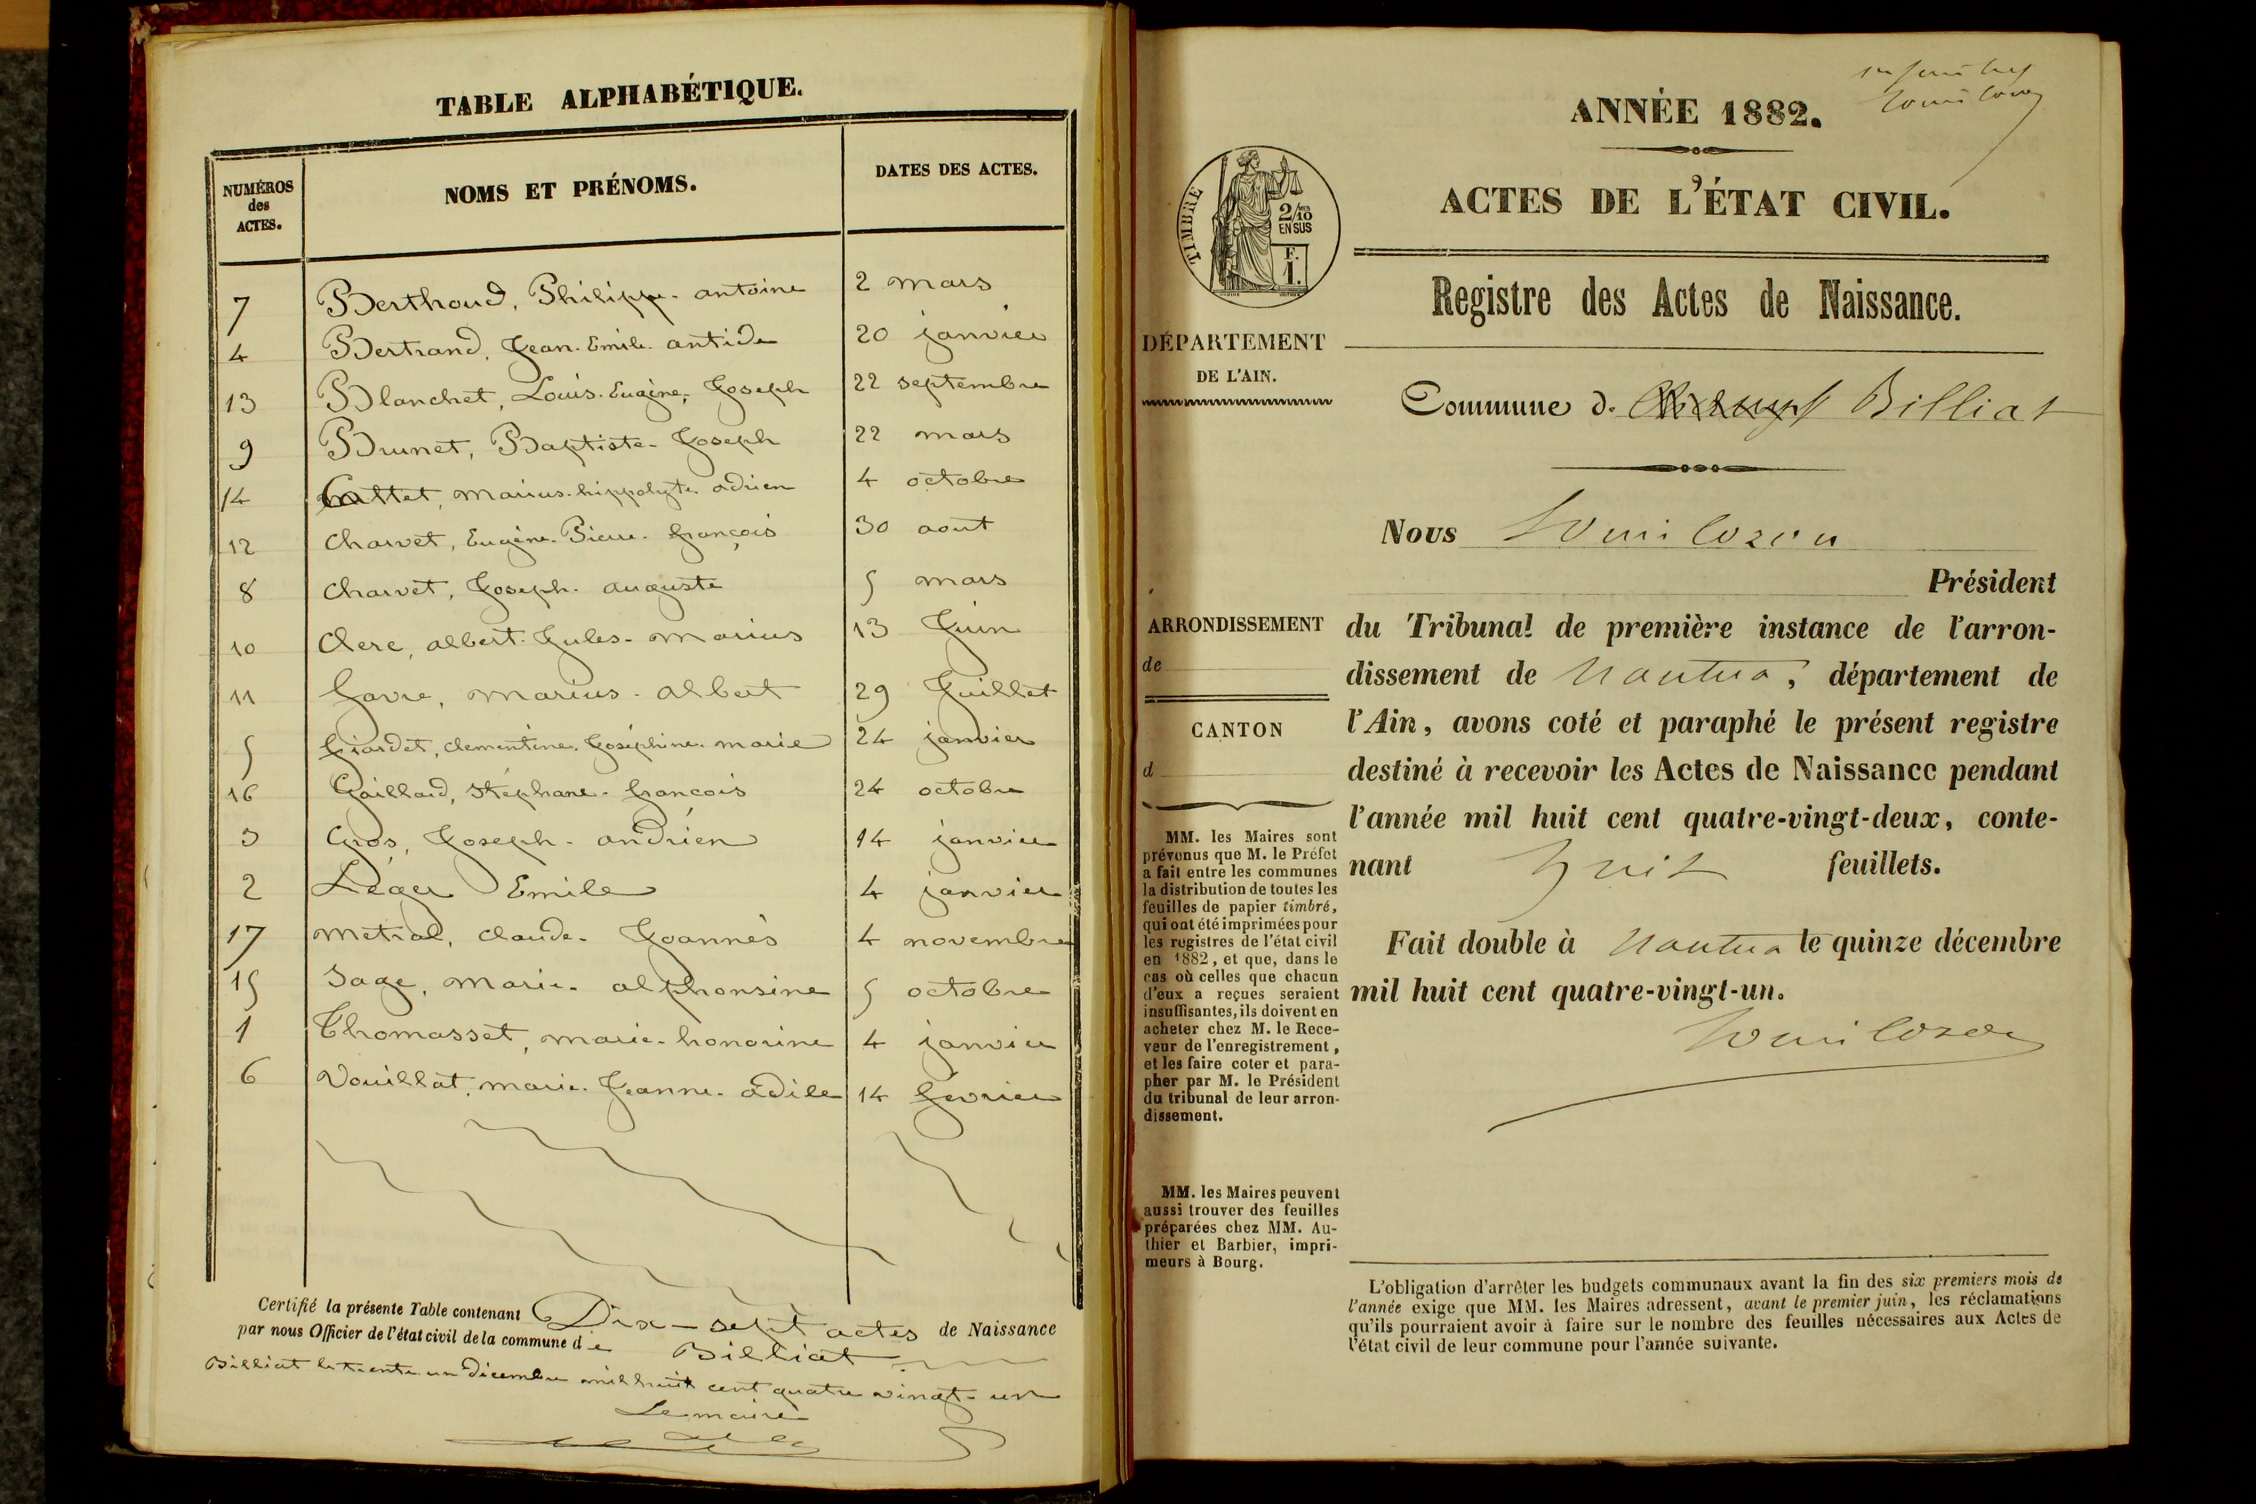 TABLE ALPHABÉTIQUE.
NUMÉROS des ACTES.
NOMS ET PRÉNOMS.
DATES DES ACTES.
7 Berthoud, Philippe-antoine 2 mars
4 Bertrand, Jean-Emile-antide 20 janvier
13 Blanchet, Louis-Eugène, Joseph 22 septembre
9 Brunet, Baptiste-Joseph 22 mars
14 marius-hippolyte adrien 4 octobre
12 Charvet, Eugène-Pierre-françois 30 aout
8 Charvet, Joseph-auguste 5 mars
10 Clerc, albert-Jules-marius 13 Juin
11 favre, marius-albert 29 Juillet
5 clementine-Joséphine-marie 24 janvier
16 Gaillard, stéphane-françois 24 octobre
3 Gros, Joseph-andrien 14 janvier
2 Léger Emile 4 janvier
17 métral, claude-Joannès 4 novembre
15 Sage, marie-alphonsine 5 octobre
1 Thomasset, marie-honorine 4 janvier
6 Vouillat, marie-Jeanne-adile 14 fevrier
Certifié la présente Table contenant Dix-sept actes de Naissance
par nous Officier de l'état civil de la commune de Billiat
Billiat le trente un décembre mil huit cent quatre vingt-un
Le maire
ANNÉE 1882.
ACTES DE L'ÉTAT CIVIL.
TIMBRE
2/10 EN SUS
F. 1.
Registre des Actes de Naissance.
DÉPARTEMENT
DE L'AIN.
Commune d. Billiat
Nous
Président
ARRONDISSEMENT
de
CANTON
d
du Tribunal de première instance de l'arron-
dissement de Nantua, département de
l'Ain, avons coté et paraphé le présent registre
destiné à recevoir les Actes de Naissance pendant
l'année mil huit cent quatre-vingt-deux, conte-
nant huit feuillets.
Fait double à Nantua le quinze décembre
mil huit cent quatre-vingt-un.
MM. les Maires sont
prévenus que M. le Préfet
a fait entre les communes
la distribution de toutes les
feuilles de papier timbré,
qui ont été imprimées pour
les registres de l'état civil
en 1882, et que, dans le
cas où celles que chacun
d'eux a reçues seraient
insuffisantes, ils doivent en
acheter chez M. le Rece-
veur de l'enregistrement,
et les faire coter et para-
pher par M. le Président
du tribunal de leur arron-
dissement.
MM. les Maires peuvent
aussi trouver des feuilles
préparées chez MM. Au-
thier et Barbier, impri-
meurs à Bourg.
L'obligation d'arrêter les budgets communaux avant la fin des six premiers mois de
l'année exige que MM. les Maires adressent, avant le premier juin, les réclamations
qu'ils pourraient avoir à faire sur le nombre des feuilles nécessaires aux Actes de
l'état civil de leur commune pour l'année suivante.